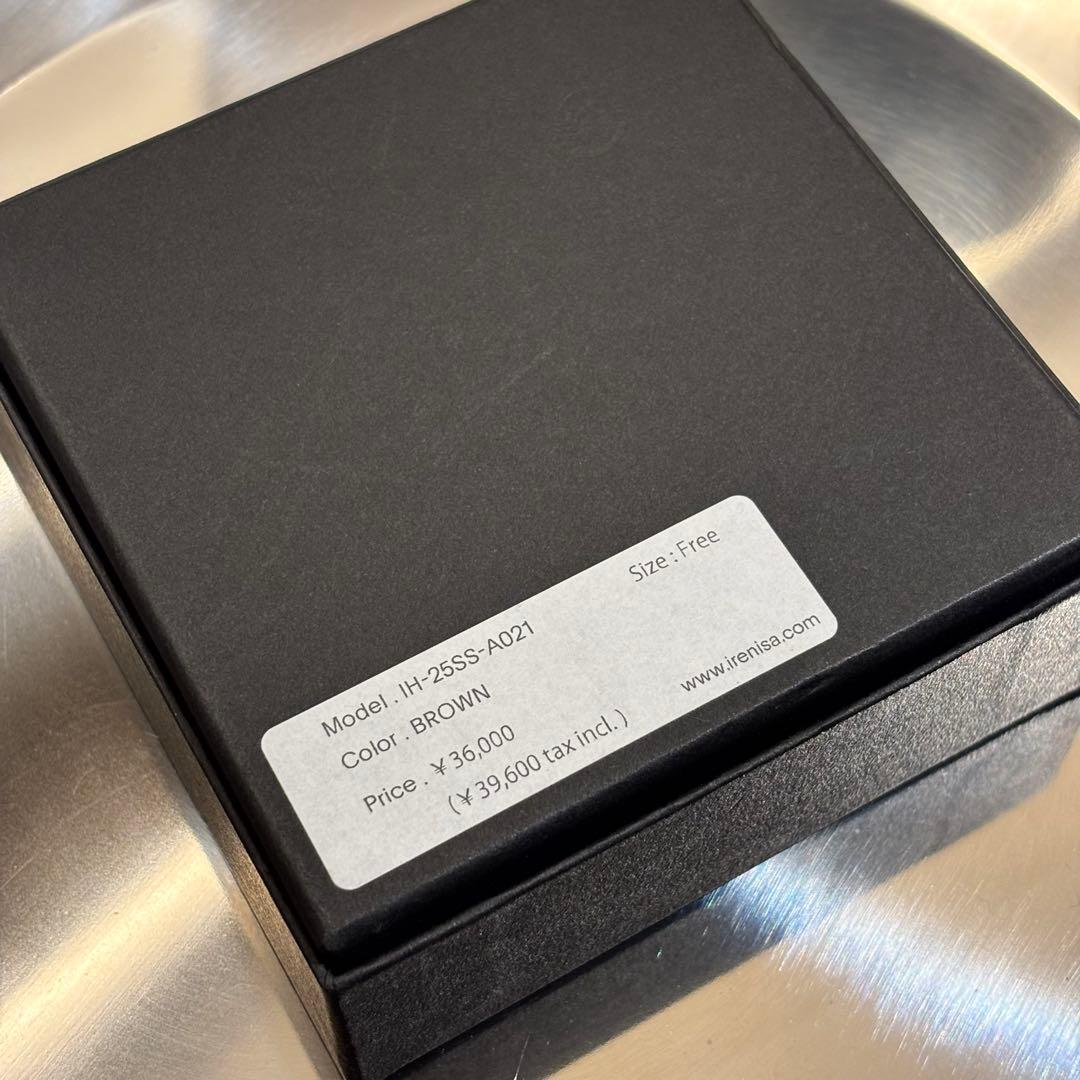 Model . IH-25SS-A021
Size : Free
Color . BROWN
Price . ¥ 36,000
(¥ 39,600 tax incl. )
www.irenisa.com